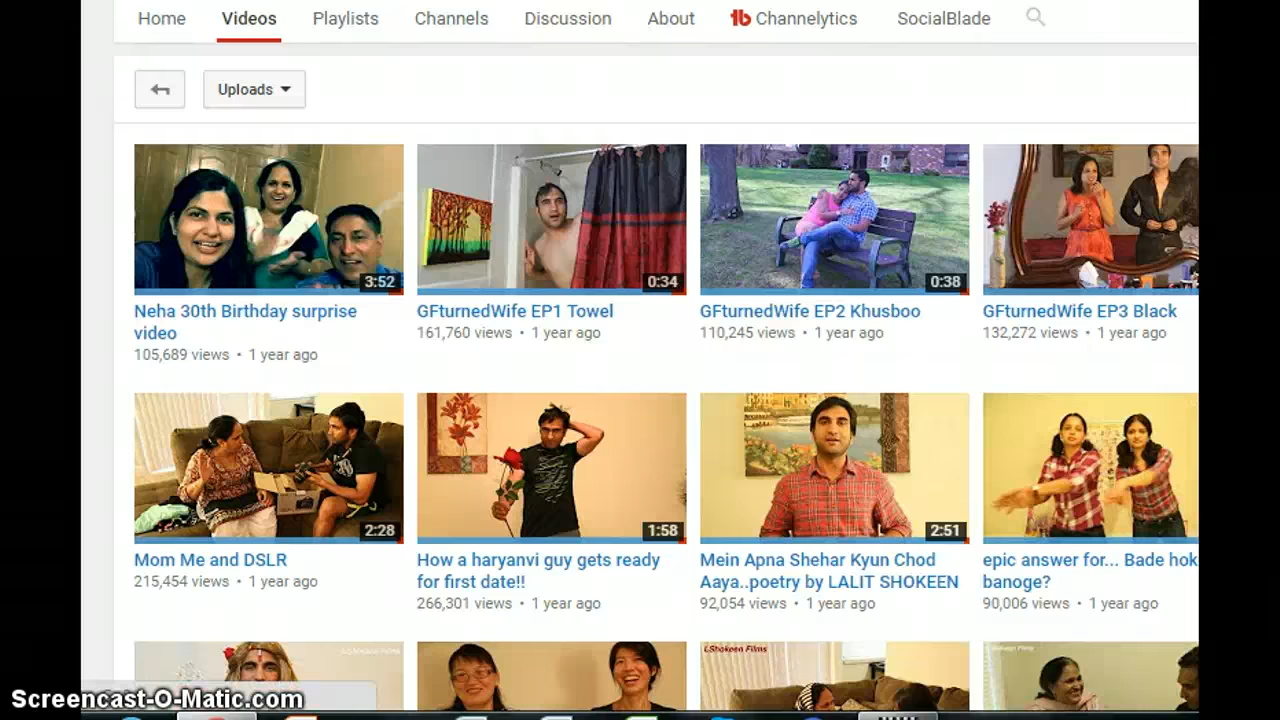 Home Videos Playlists Channels Discussion About Channelytics SocialBlade
Uploads
3:52 0:34 0:38
Neha 30th Birthday surprise
video
105,689 views • 1 year ago
GFturnedWife EP1 Towel
161,760 views • 1 year ago
GFturnedWife EP2 Khusboo
110,245 views • 1 year ago
GFturnedWife EP3 Black
132,272 views • 1 year ago
2:28 1:58 2:51
Mom Me and DSLR
215,454 views • 1 year ago
How a haryanvi guy gets ready
for first date!!
266,301 views • 1 year ago
Mein Apna Shehar Kyun Chod
Aaya..poetry by LALIT SHOKEEN
92,054 views • 1 year ago
epic answer for... Bade hok
banoge?
90,006 views • 1 year ago
LShokeen Films
Screencast-O-Matic.com